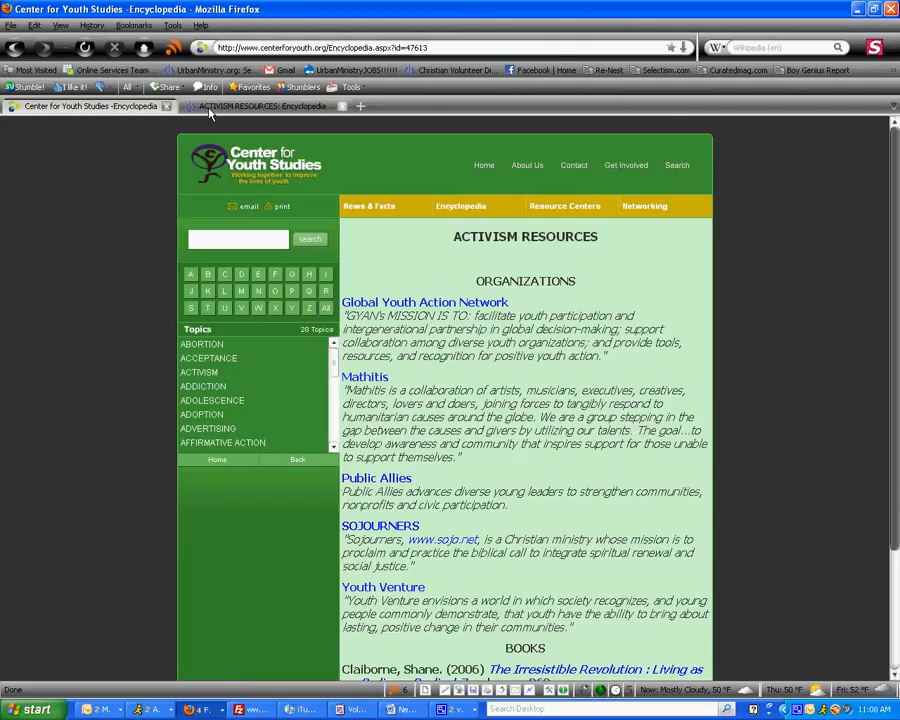 Center for Youth Studies -Encyclopedia - Mozilla Firefox
File Edit View History Bookmarks Tools Help
http://www.centerforyouth.org/Encyclopedia.aspx?id=47613
W Wikipedia (en)
S
Most Visited Online Services Team ... UrbanMinistry.org: Se... Gmail UrbanMinistryJOBS!!!!!! Christian Volunteer Di... Facebook | Home Re-Nest Selectism.com Curatedmag.com Boy Genius Report
Stumble! I like it! All Share Info Favorites Stumblers Tools
Center for Youth Studies -Encyclopedia ACTIVISM RESOURCES: Encyclopedia ...
Center for
Youth Studies
Working together to improve
the lives of youth
Home About Us Contact Get Involved Search
email print
News & Facts Encyclopedia Resource Centers Networking
search
A B C D E F G H I
J K L M N O P Q R
S T U V W X Y Z All
Topics 28 Topics
ABORTION
ACCEPTANCE
ACTIVISM
ADDICTION
ADOLESCENCE
ADOPTION
ADVERTISING
AFFIRMATIVE ACTION
Home Back
ACTIVISM RESOURCES
ORGANIZATIONS
Global Youth Action Network
"GYAN's MISSION IS TO: facilitate youth participation and
intergenerational partnership in global decision-making; support
collaboration among diverse youth organizations; and provide tools,
resources, and recognition for positive youth action."
Mathitis
"Mathitis is a collaboration of artists, musicians, executives, creatives,
directors, lovers and doers, joining forces to tangibly respond to
humanitarian causes around the globe. We are a group stepping in the
gap between the causes and givers by utilizing our talents. The goal...to
develop awareness and community that inspires support for those unable
to support themselves."
Public Allies
Public Allies advances diverse young leaders to strengthen communities,
nonprofits and civic participation.
SOJOURNERS
"Sojourners, www.sojo.net, is a Christian ministry whose mission is to
proclaim and practice the biblical call to integrate spiritual renewal and
social justice."
Youth Venture
"Youth Venture envisions a world in which society recognizes, and young
people commonly demonstrate, that youth have the ability to bring about
lasting, positive change in their communities."
BOOKS
Claiborne, Shane. (2006) The Irresistible Revolution : Living as
Done 6 Now: Mostly Cloudy, 50° F Thu: 50° F Fri: 52° F
start 2 M... 2 A... 4 F... www... iTu... Vol... Ne... 2 v... Search Desktop 11:08 AM